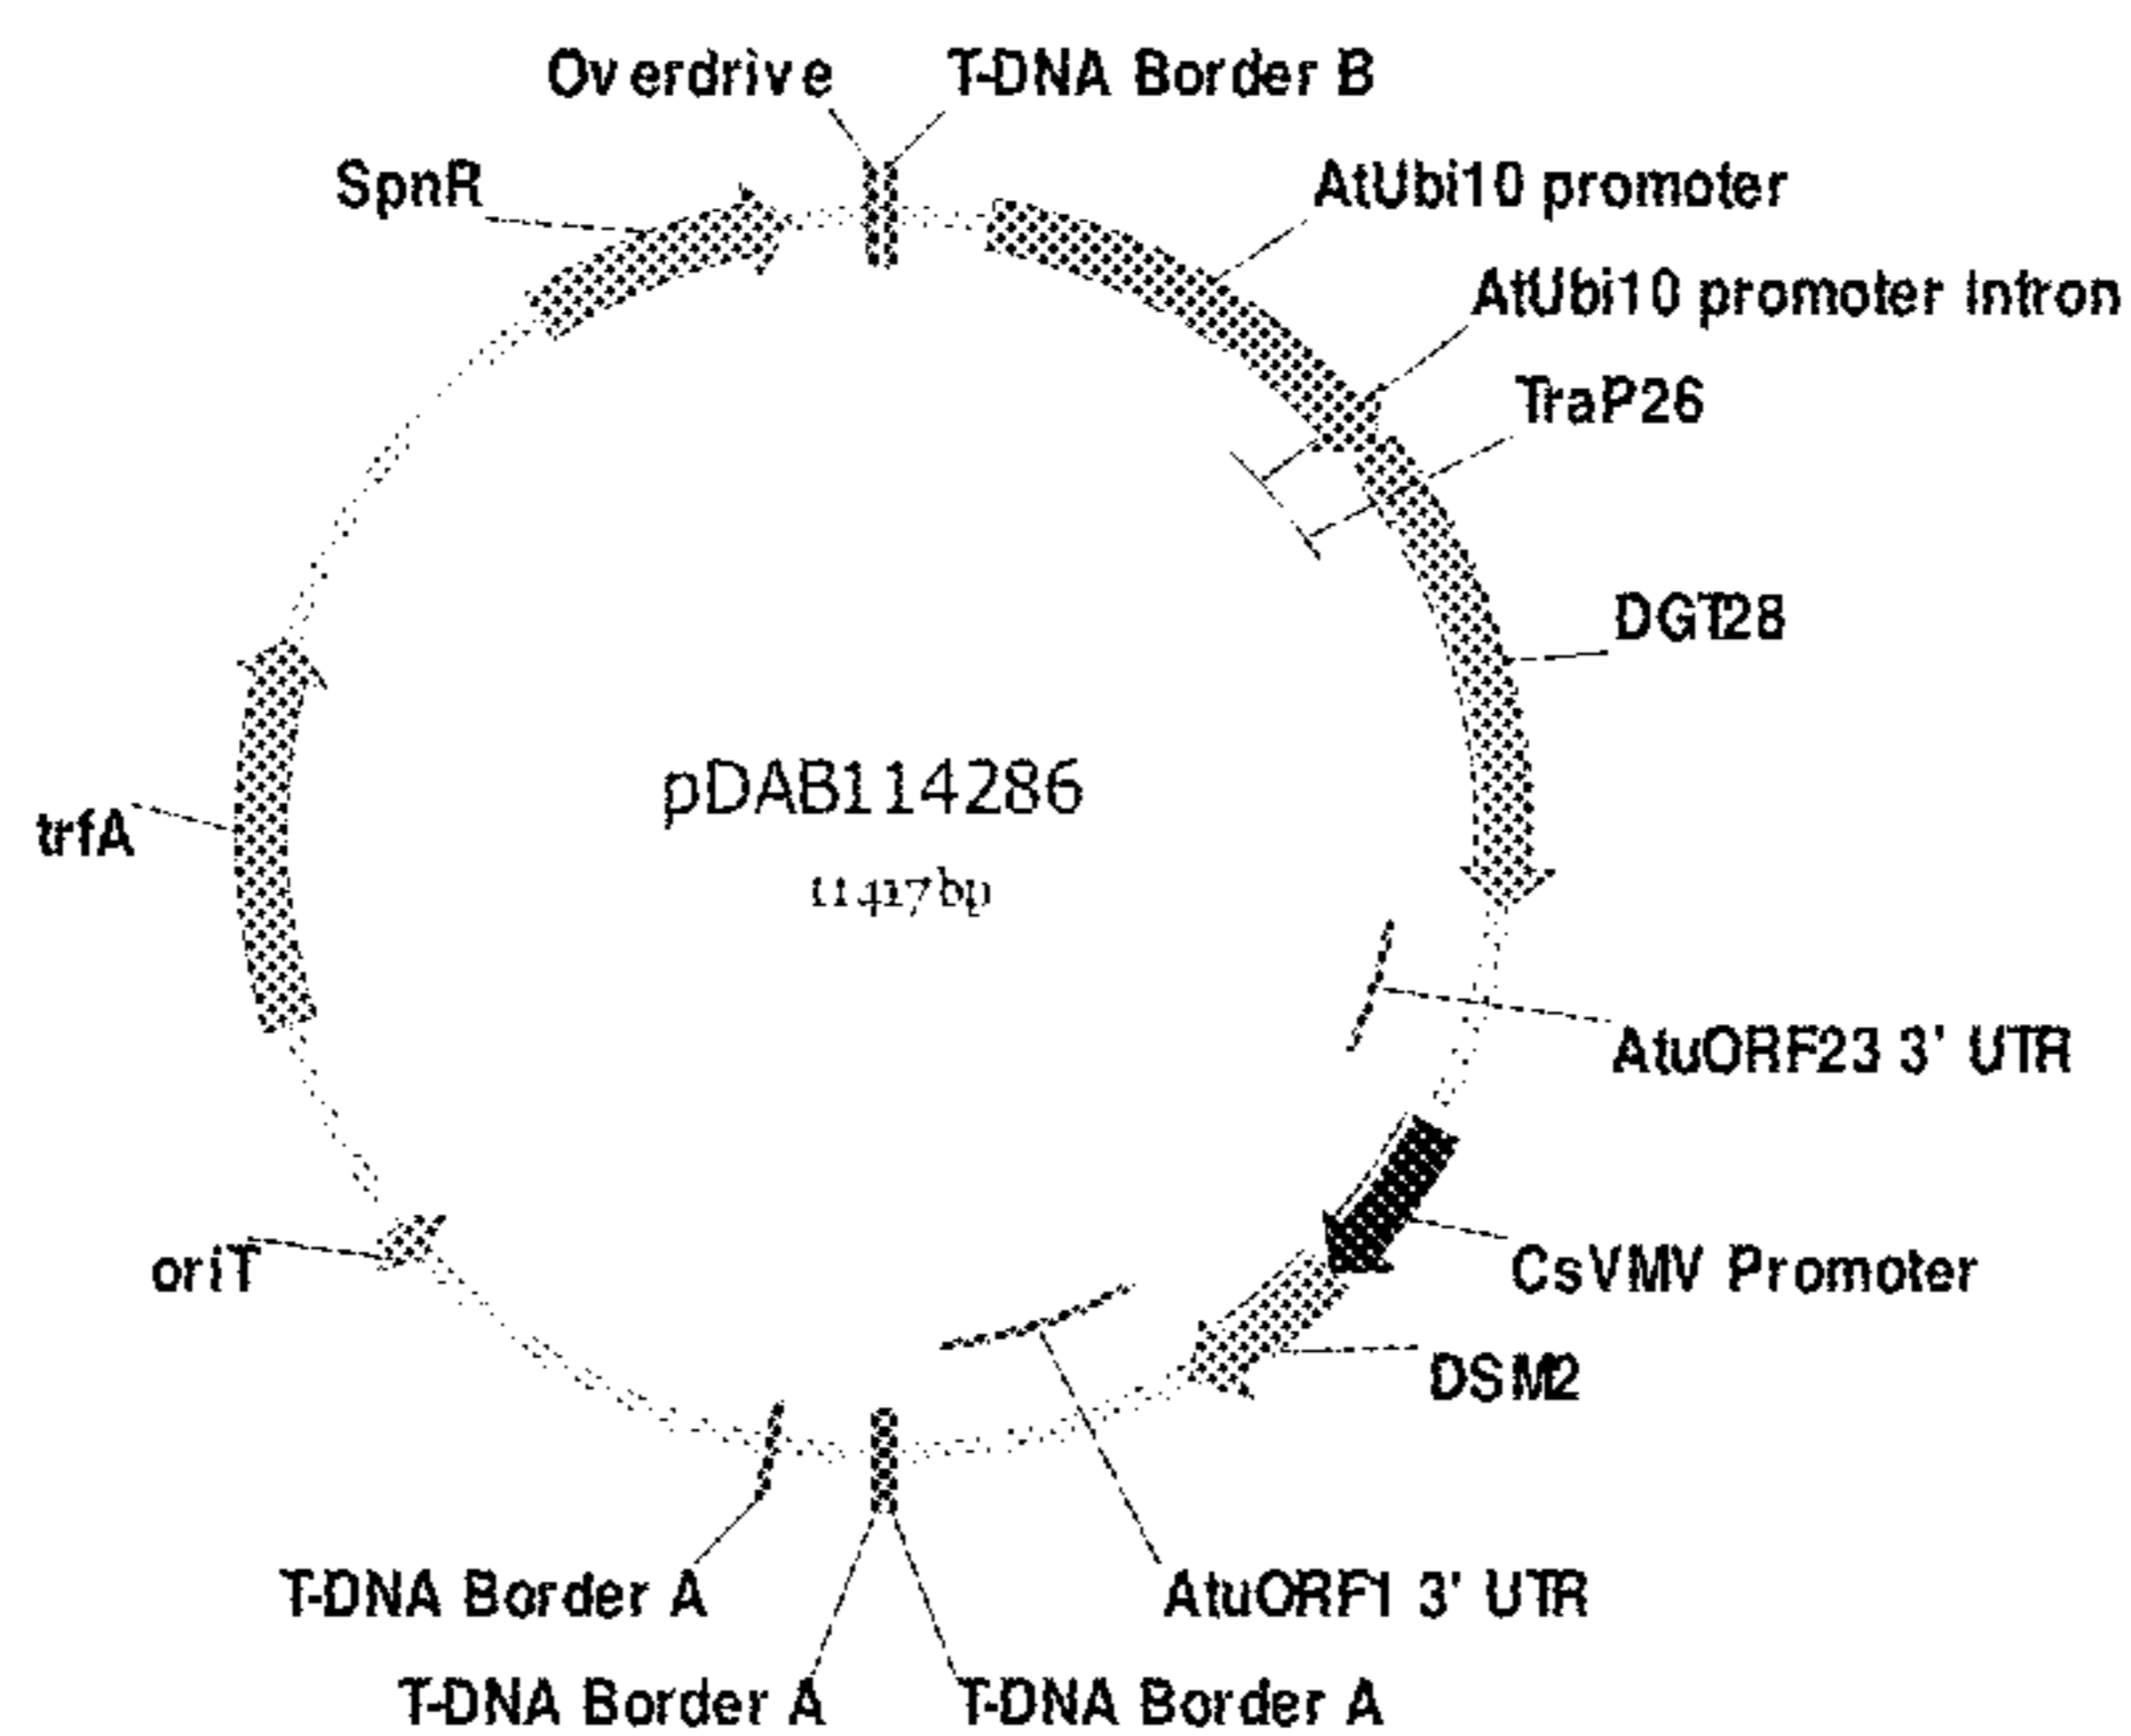 Overdrive
T-DNA Border B
SpnR
AtUbi10 promoter
AtUbi10 promoter Intron
TraP26
DGT28
pDAB114286
11417bp
trfA
AtuORF23 3' UTR
oriT
CsVMV Promoter
DSM2
T-DNA Border A
AtuORF1 3' UTR
T-DNA Border A
T-DNA Border A